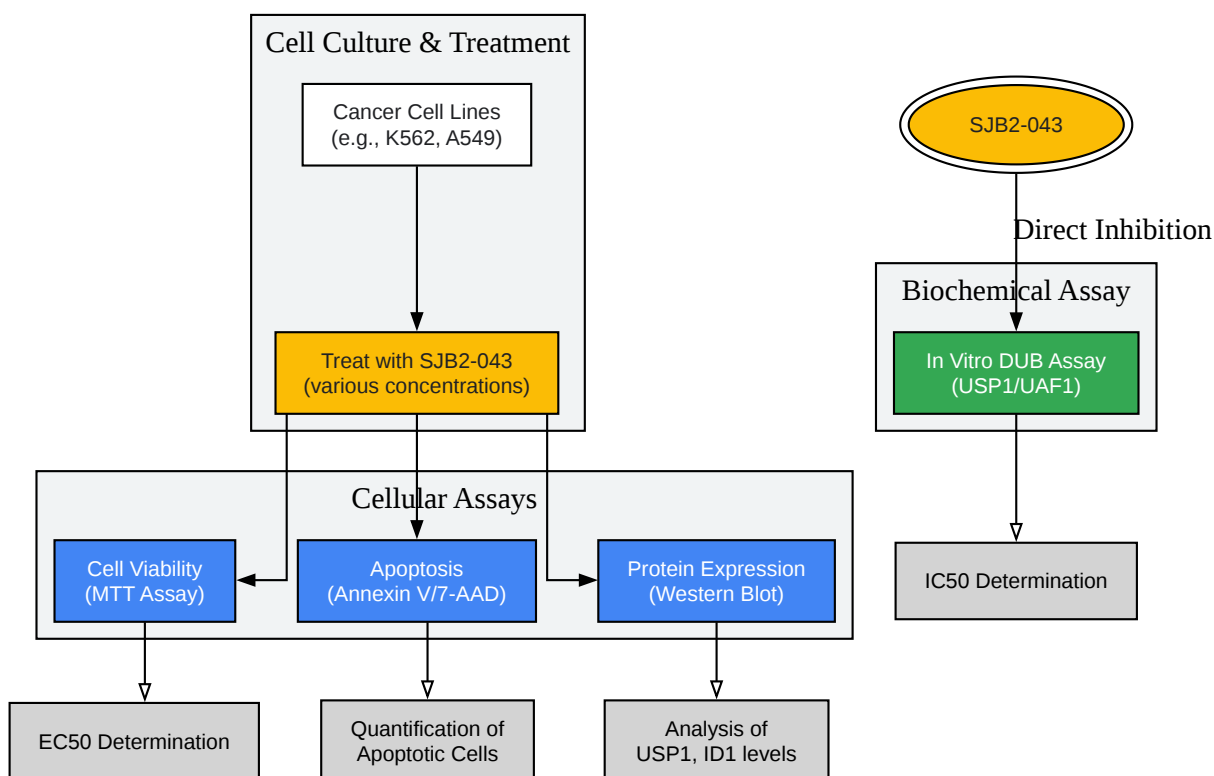 Cell Culture & Treatment
Cancer Cell Lines
(e.g., K562, A549)
Treat with SJB2-043
(various concentrations)
SJB2-043
Direct Inhibition
Biochemical Assay
In Vitro DUB Assay
(USP1/UAF1)
IC50 Determination
Cellular Assays
Cell Viability
(MTT Assay)
Apoptosis
(Annexin V/7-AAD)
Protein Expression
(Western Blot)
EC50 Determination
Quantification of
Apoptotic Cells
Analysis of
USP1, ID1 levels